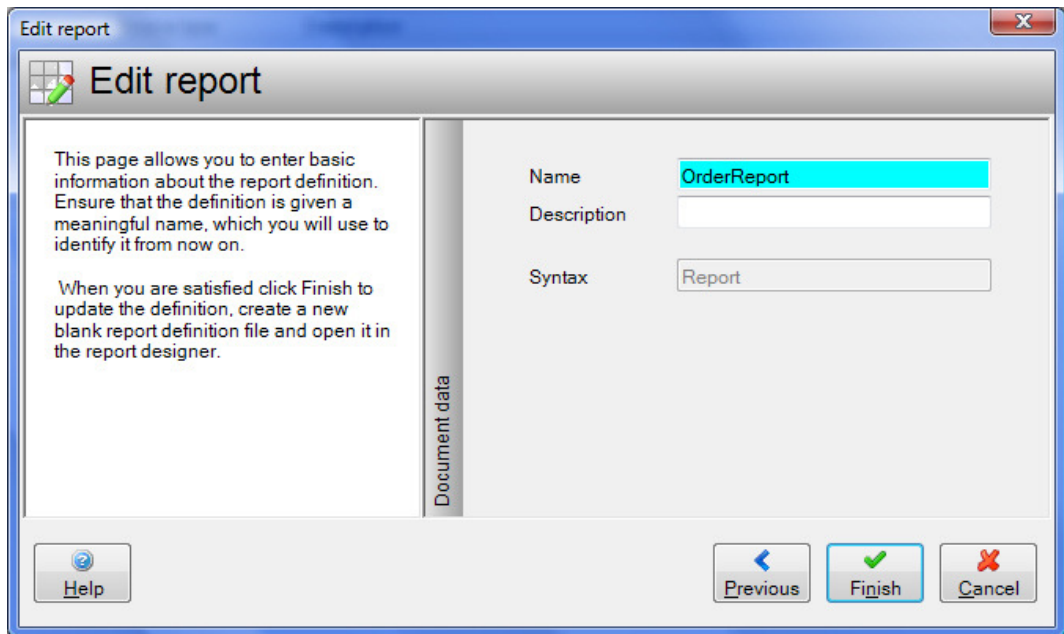 Edit report
Edit report
This page allows you to enter basic
information about the report definition.
Ensure that the definition is given a
meaningful name, which you will use to
identify it from now on.
When you are satisfied click Finish to
update the definition, create a new
blank report definition file and open it in
the report designer.
Document data
Name
OrderReport
Description
Syntax
Report
Help
Previous
Finish
Cancel